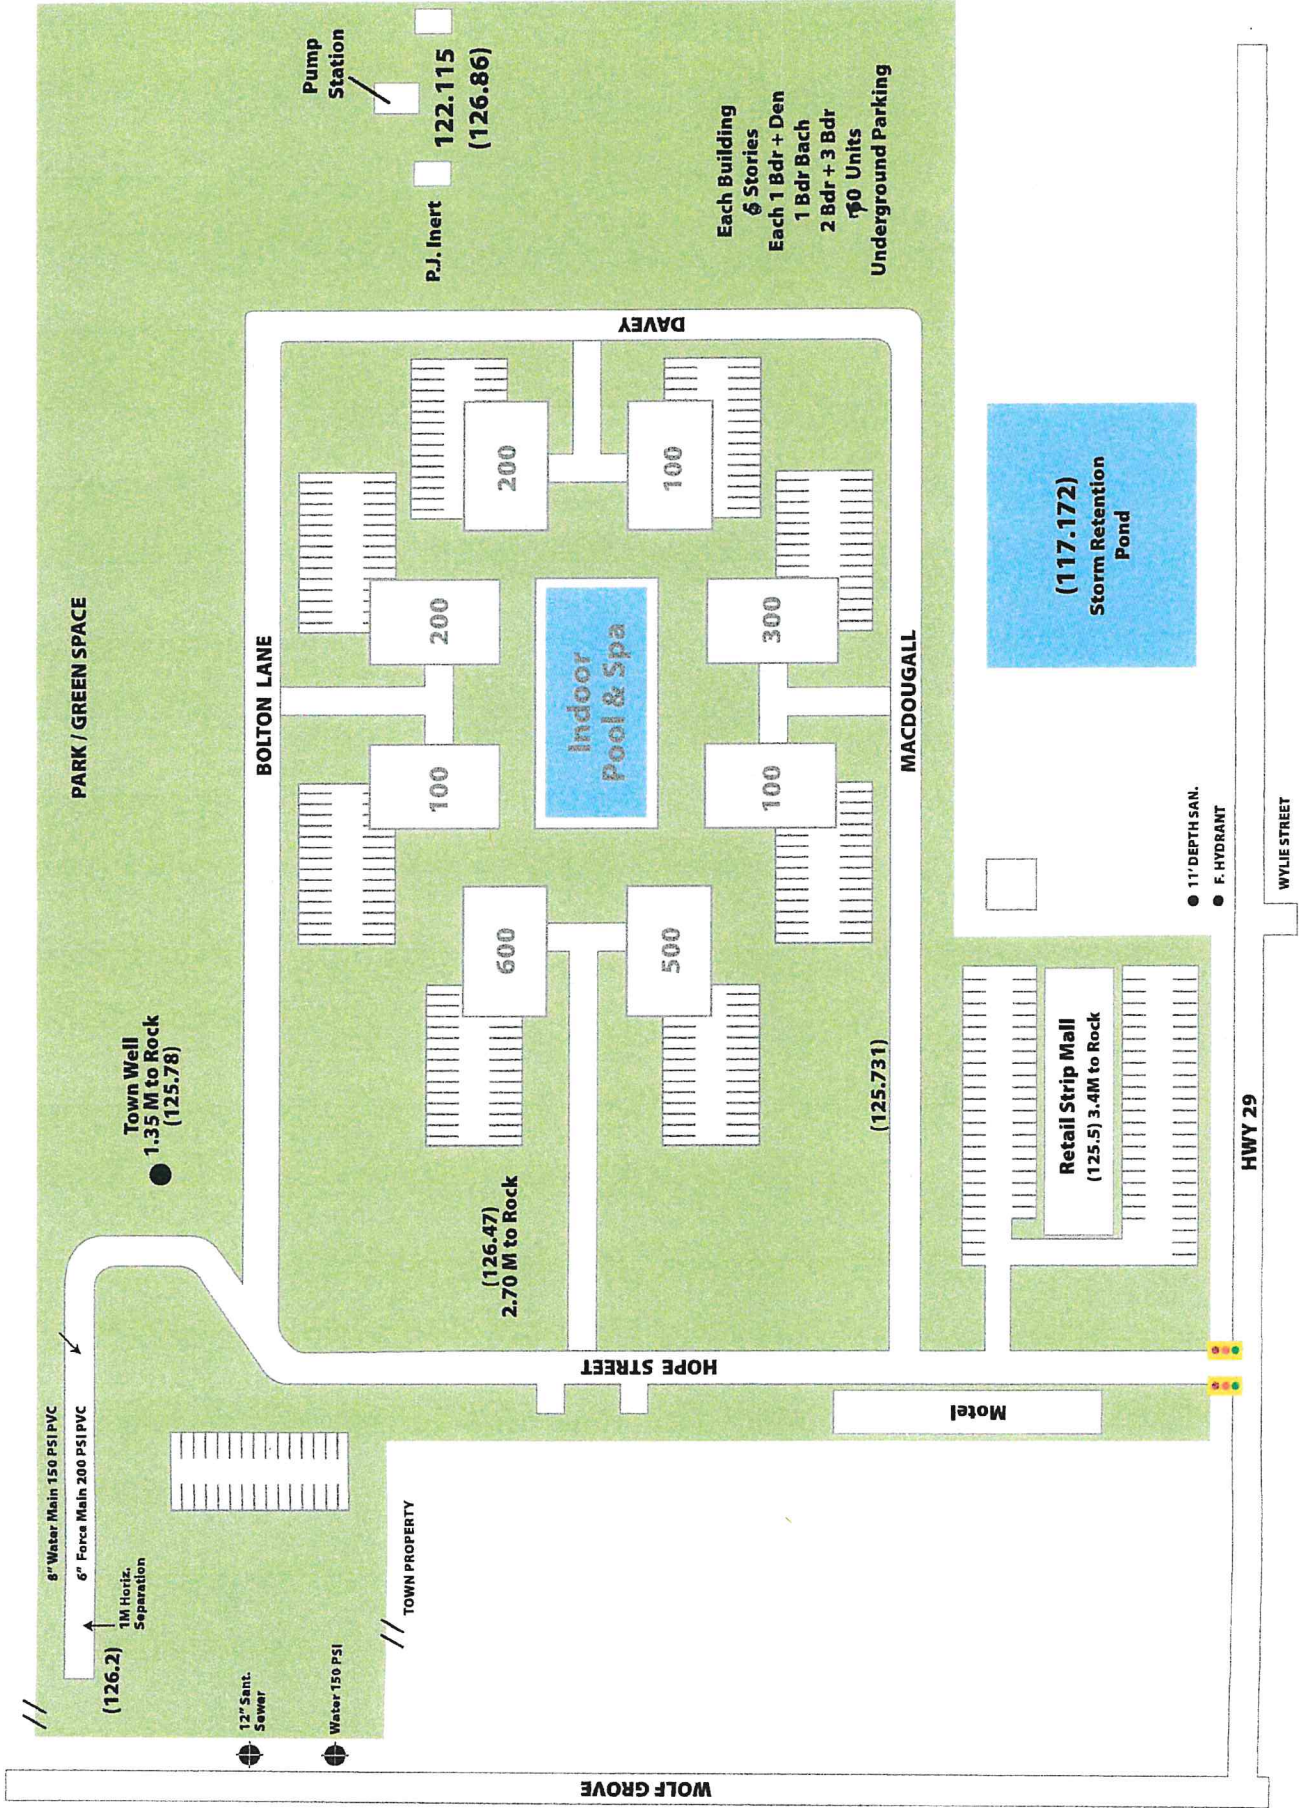 PARK / GREEN SPACE
8" Water Main 150 PSI PVC
6" Force Main 200 PSI PVC
1M Horiz.
Separation
(126.2)
Town Well
1.35 M to Rock
(125.78)
12" Sant.
Sewer
Water 150 PSI
TOWN PROPERTY
WOLF GROVE
Pump
Station
P.J. Inert
122.115
(126.86)
BOLTON LANE
DAVEY
HOPE STREET
MACDOUGALL
100
200
600
200
500
100
100
300
Indoor
Pool & Spa
(126.47)
2.70 M to Rock
(125.731)
Each Building
6 Stories
Each 1 Bdr + Den
1 Bdr Bach
2 Bdr + 3 Bdr
Units
Underground Parking
Motel
Retail Strip Mall
(125.5) 3.4M to Rock
(117.172)
Storm Retention
Pond
11' DEPTH SAN.
F. HYDRANT
HWY 29
WYLIE STREET